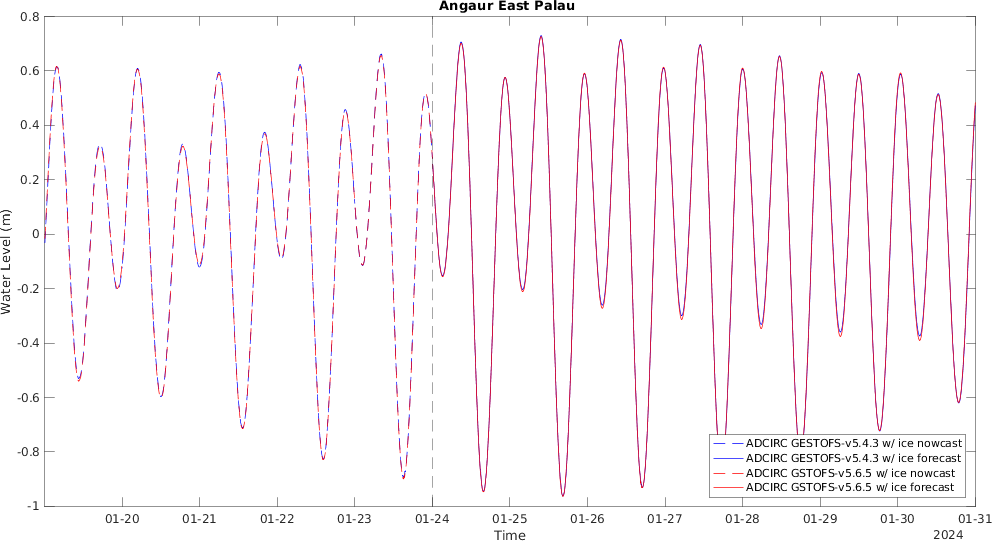 Angaur East Palau
0.8
0.6
0.4
0.2
0
-0.2
-0.4
-0.6
-0.8
-1
Water Level (m)
01-20 01-21 01-22 01-23 01-24 01-25 01-26 01-27 01-28 01-29 01-30 01-31
Time
2024
ADCIRC GESTOFS-v5.4.3 w/ ice nowcast
ADCIRC GESTOFS-v5.4.3 w/ ice forecast
ADCIRC GSTOFS-v5.6.5 w/ ice nowcast
ADCIRC GSTOFS-v5.6.5 w/ ice forecast